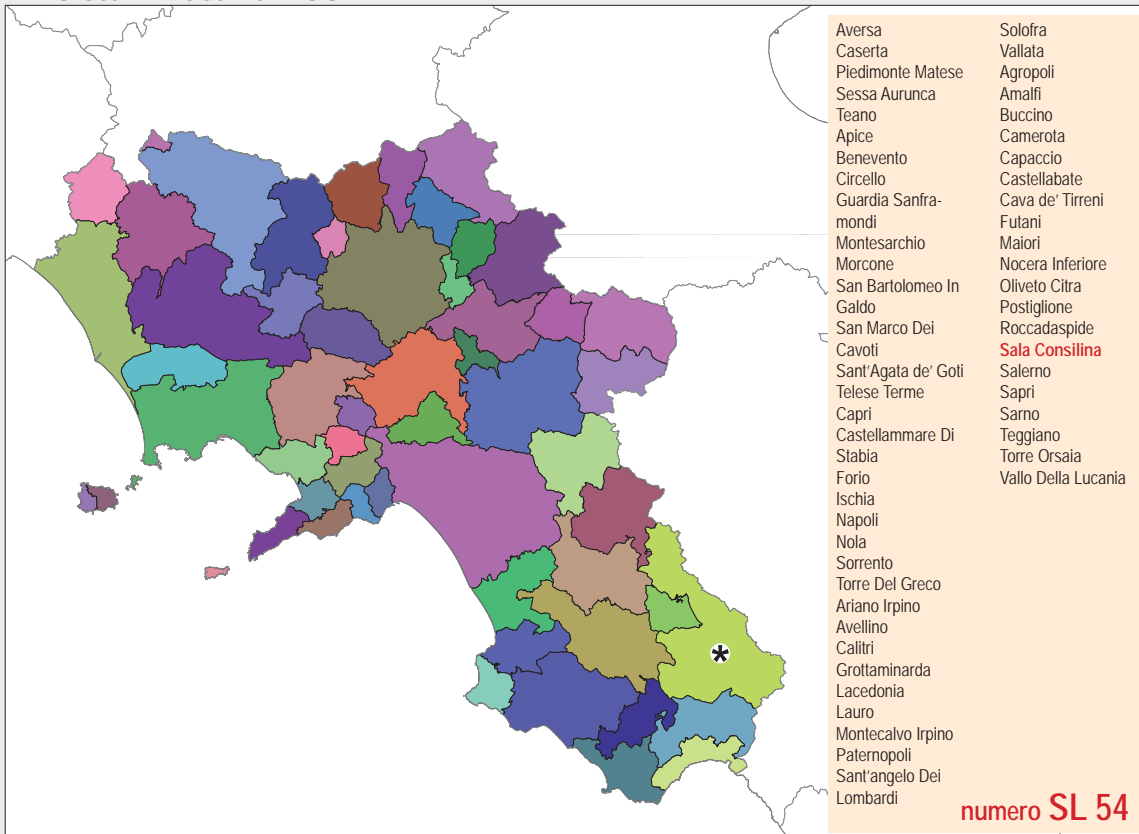 Aversa
Caserta
Piedimonte Matese
Sessa Aurunca
Teano
Apice
Benevento
Circello
Guardia Sanfra-
mondi
Montesarchio
Morcone
San Bartolomeo In
Galdo
San Marco Dei
Cavoti
Sant'Agata de' Goti
Telese Terme
Capri
Castellammare Di
Stabia
Forio
Ischia
Napoli
Nola
Sorrento
Torre Del Greco
Ariano Irpino
Avellino
Calitri
Grottaminarda
Lacedonia
Lauro
Montecalvo Irpino
Paternopoli
Sant'angelo Dei
Lombardi
Solofra
Vallata
Agropoli
Amalfi
Buccino
Camerota
Capaccio
Castellabate
Cava de' Tirreni
Futani
Maiori
Nocera Inferiore
Oliveto Citra
Postiglione
Roccadaspide
Sala Consilina
Salerno
Sapri
Sarno
Teggiano
Torre Orsaia
Vallo Della Lucania
*
numero SL 54